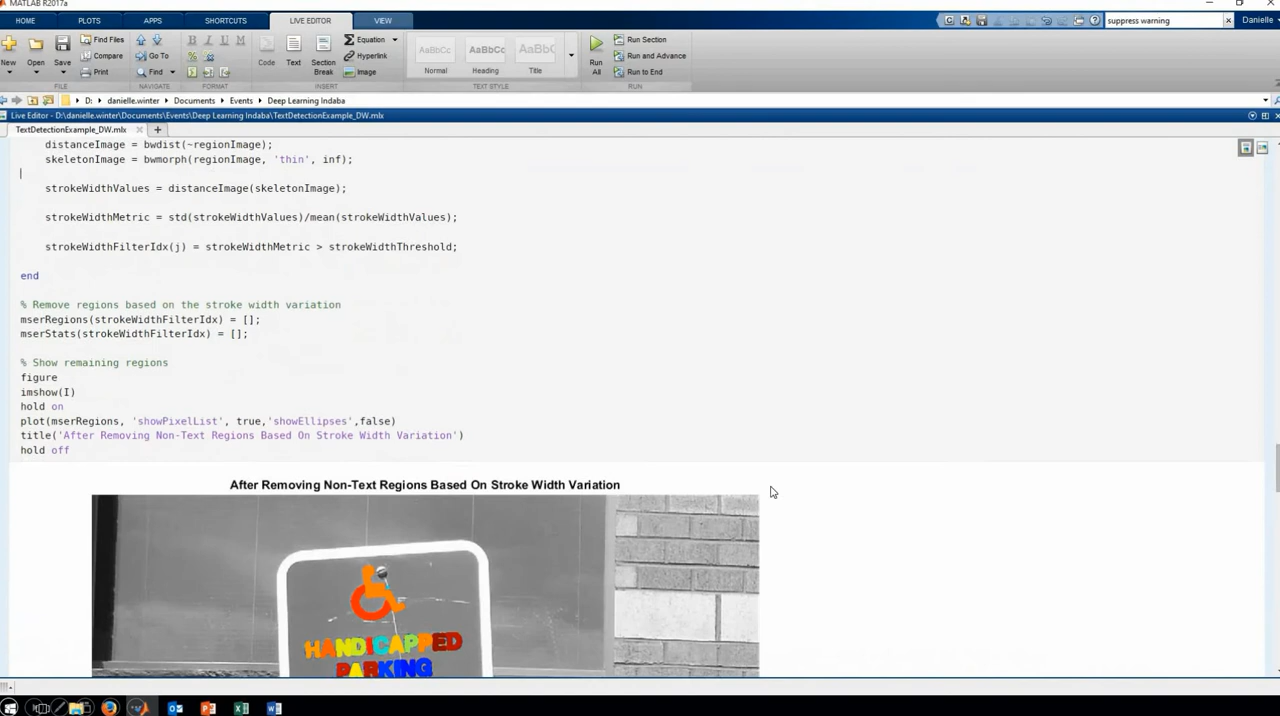 MATLAB R2017a
HOME PLOTS APPS SHORTCUTS LIVE EDITOR VIEW suppress warning Danielle
New Open Save Find Files Compare Print FILE
Go To Find NAVIGATE
B I U M FORMAT
Code Text Section Break Equation Hyperlink Image INSERT
AaBbCc Normal AaBbCc Heading AaBbC Title TEXT STYLE
Run All Run Section Run and Advance Run to End RUN
D: danielle.winter Documents Events Deep Learning Indaba
Live Editor - D:\danielle.winter\Documents\Events\Deep Learning Indaba\TextDetectionExample_DW.mlx
TextDetectionExample_DW.mlx
distanceImage = bwdist(~regionImage);
skeletonImage = bwmorph(regionImage, 'thin', inf);
strokeWidthValues = distanceImage(skeletonImage);
strokeWidthMetric = std(strokeWidthValues)/mean(strokeWidthValues);
strokeWidthFilterIdx(j) = strokeWidthMetric > strokeWidthThreshold;
end
% Remove regions based on the stroke width variation
mserRegions(strokeWidthFilterIdx) = [];
mserStats(strokeWidthFilterIdx) = [];
% Show remaining regions
figure
imshow(I)
hold on
plot(mserRegions, 'showPixelList', true,'showEllipses',false)
title('After Removing Non-Text Regions Based On Stroke Width Variation')
hold off
After Removing Non-Text Regions Based On Stroke Width Variation
HANDICAPPED
PARKING